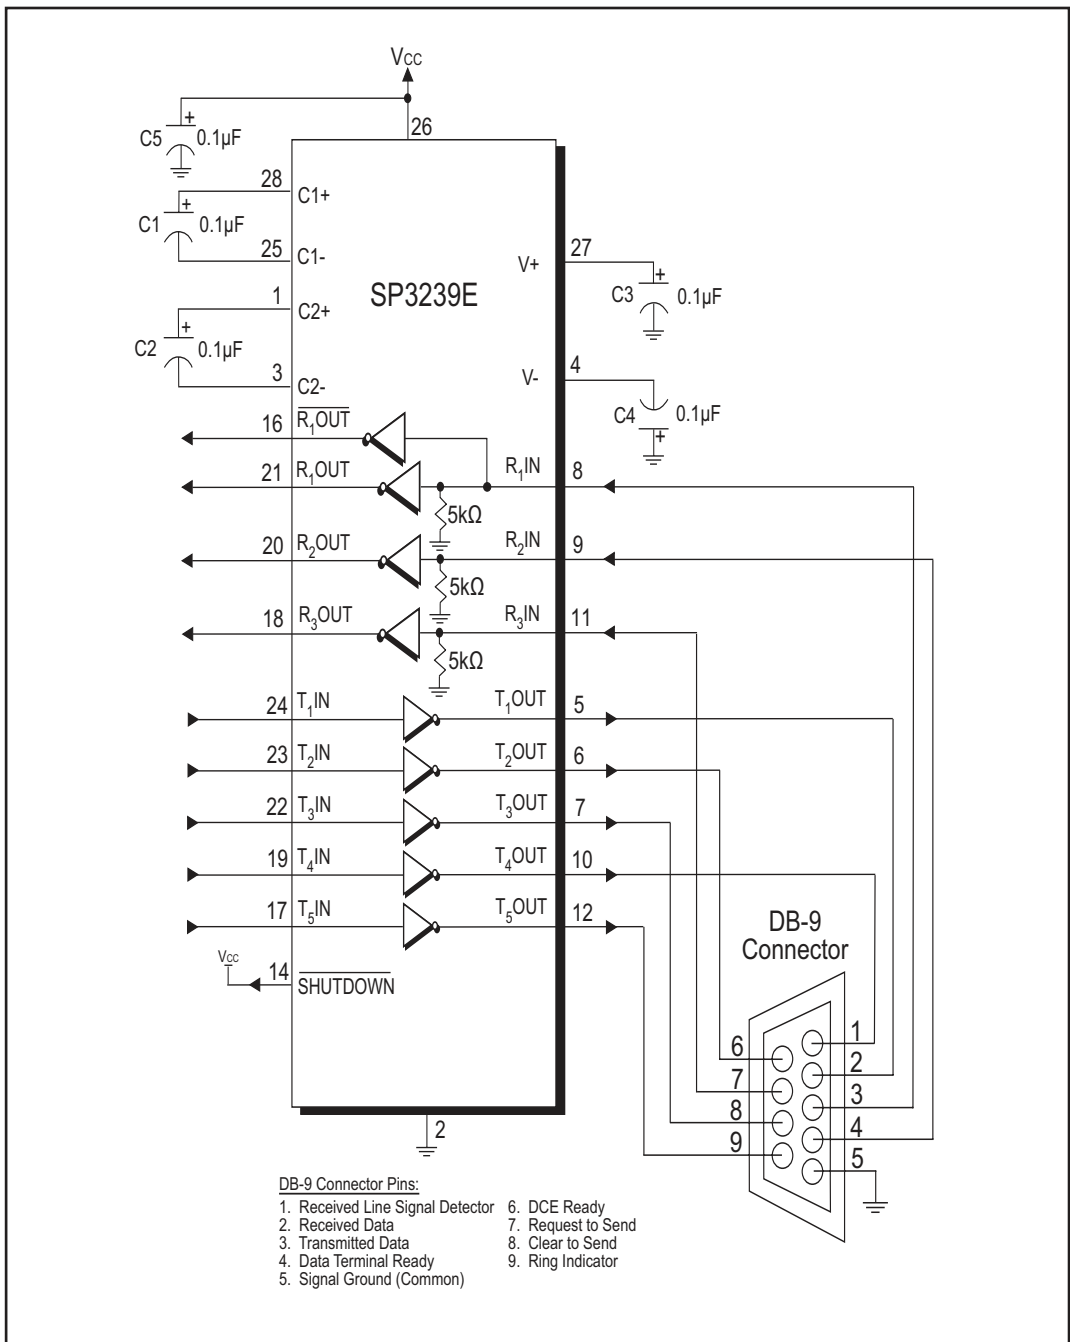 VCC
26
C5
+
0.1µF
28
C1+
C1
+
0.1µF
25
C1-
1
C2+
C2
+
0.1µF
3
C2-
SP3239E
V+
27
C3
+
0.1µF
V-
4
C4
0.1µF
+
16
R1OUT
21
R1OUT
R1IN
8
5kΩ
20
R2OUT
R2IN
9
5kΩ
18
R3OUT
R3IN
11
5kΩ
24
T1IN
T1OUT
5
23
T2IN
T2OUT
6
22
T3IN
T3OUT
7
19
T4IN
T4OUT
10
17
T5IN
T5OUT
12
VCC
14
SHUTDOWN
2
DB-9
Connector
6
7
8
9
1
2
3
4
5
DB-9 Connector Pins:
1. Received Line Signal Detector
2. Received Data
3. Transmitted Data
4. Data Terminal Ready
5. Signal Ground (Common)
6. DCE Ready
7. Request to Send
8. Clear to Send
9. Ring Indicator